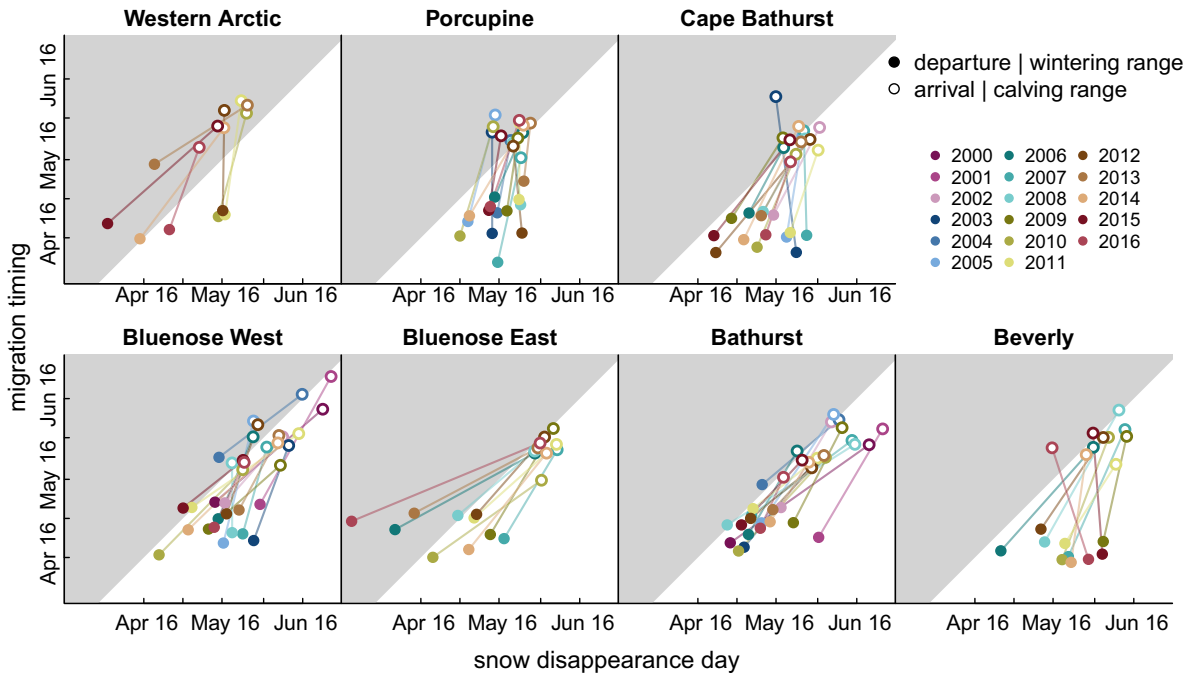 Western Arctic
Porcupine
Cape Bathurst
departure | wintering range
arrival | calving range
2000 2006 2012
2001 2007 2013
2002 2008 2014
2003 2009 2015
2004 2010 2016
2005 2011
Jun 16
May 16
Apr 16
Apr 16 May 16 Jun 16
Apr 16 May 16 Jun 16
Apr 16 May 16 Jun 16
migration timing
Bluenose West
Bluenose East
Bathurst
Beverly
Jun 16
May 16
Apr 16
Apr 16 May 16 Jun 16
Apr 16 May 16 Jun 16
Apr 16 May 16 Jun 16
Apr 16 May 16 Jun 16
snow disappearance day